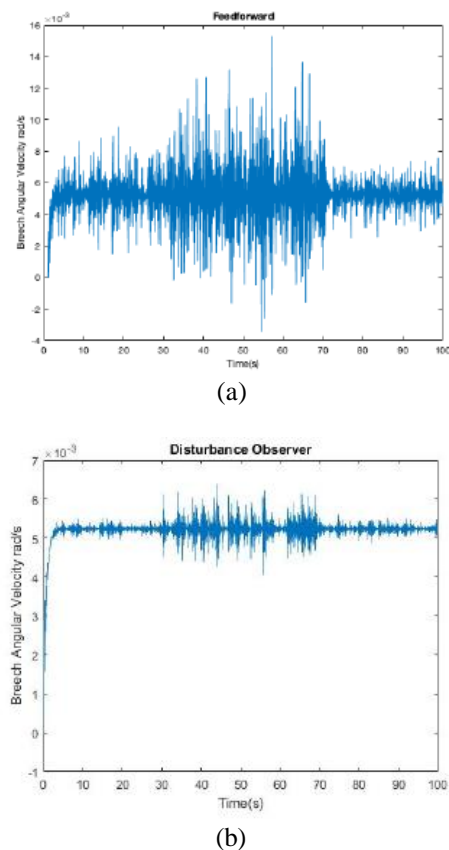 Feedforward
×10⁻³
16
14
12
10
8
6
4
2
0
-2
-4
Breech Angular Velocity rad/s
0 10 20 30 40 50 60 70 80 90 100
Time(s)
(a)
Disturbance Observer
×10⁻³
7
6
5
4
3
2
1
0
-1
Breech Angular Velocity rad/s
0 10 20 30 40 50 60 70 80 90 100
Time(s)
(b)